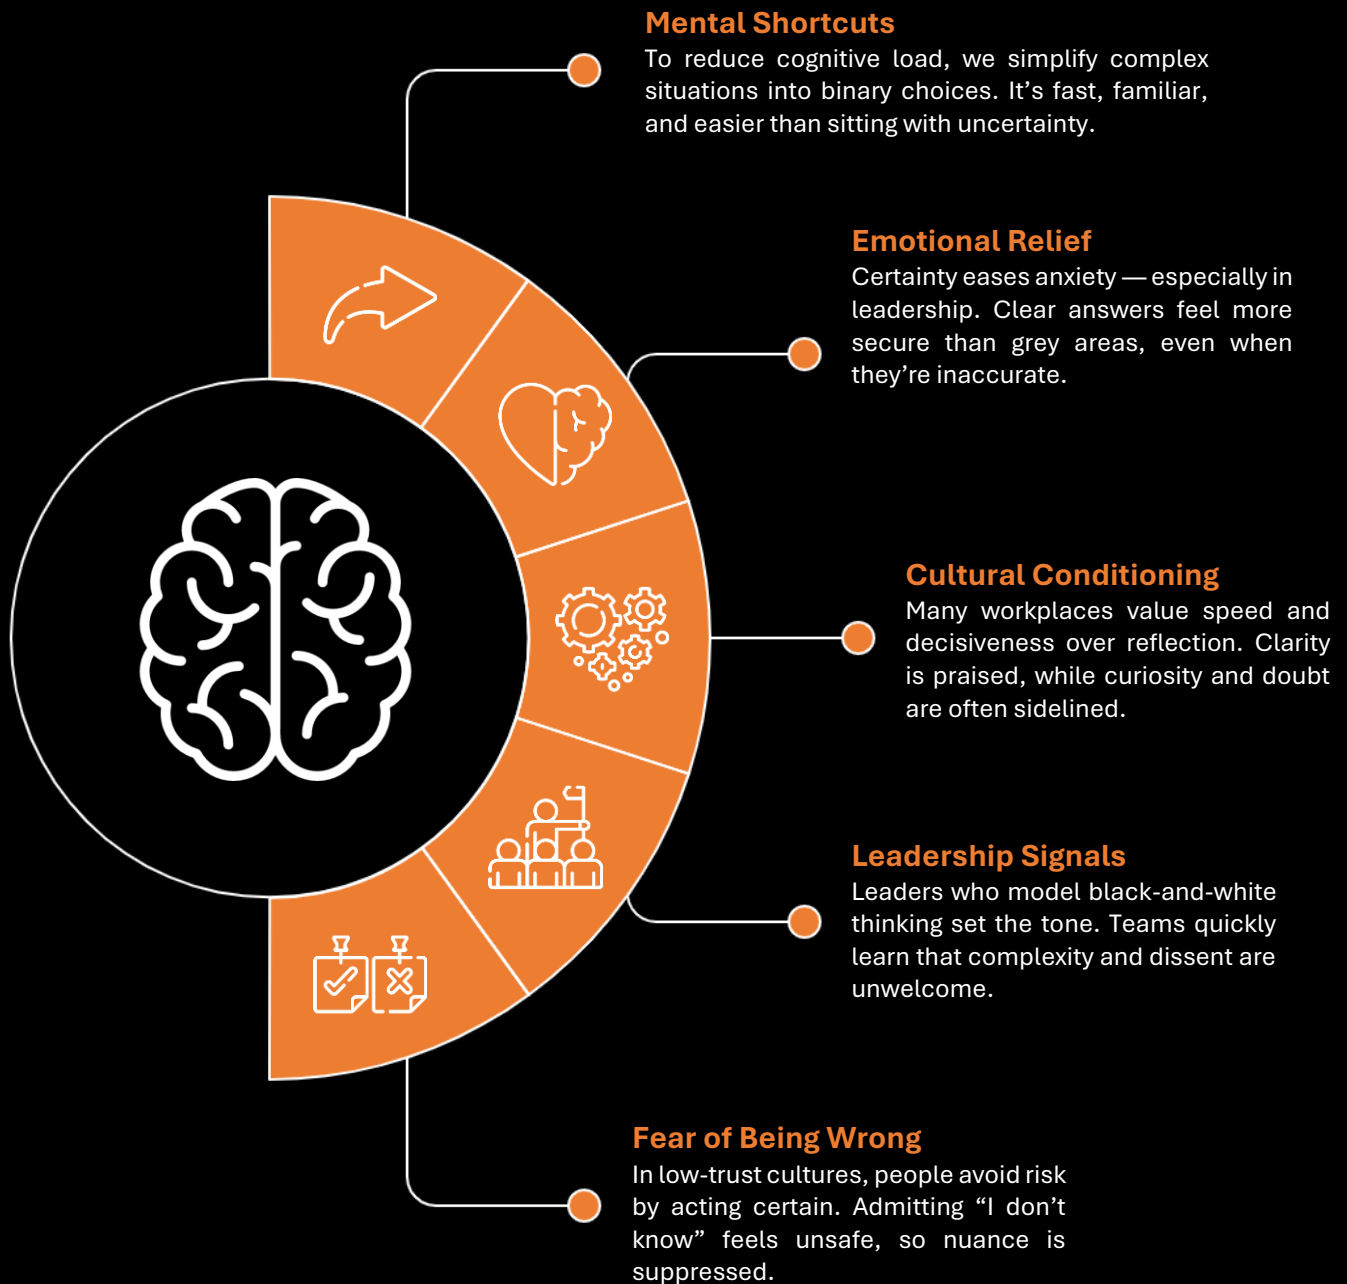 Mental Shortcuts
To reduce cognitive load, we simplify complex
situations into binary choices. It’s fast, familiar,
and easier than sitting with uncertainty.
Emotional Relief
Certainty eases anxiety — especially in
leadership. Clear answers feel more
secure than grey areas, even when
they’re inaccurate.
Cultural Conditioning
Many workplaces value speed and
decisiveness over reflection. Clarity
is praised, while curiosity and doubt
are often sidelined.
Leadership Signals
Leaders who model black-and-white
thinking set the tone. Teams quickly
learn that complexity and dissent are
unwelcome.
Fear of Being Wrong
In low-trust cultures, people avoid risk
by acting certain. Admitting “I don’t
know” feels unsafe, so nuance is
suppressed.